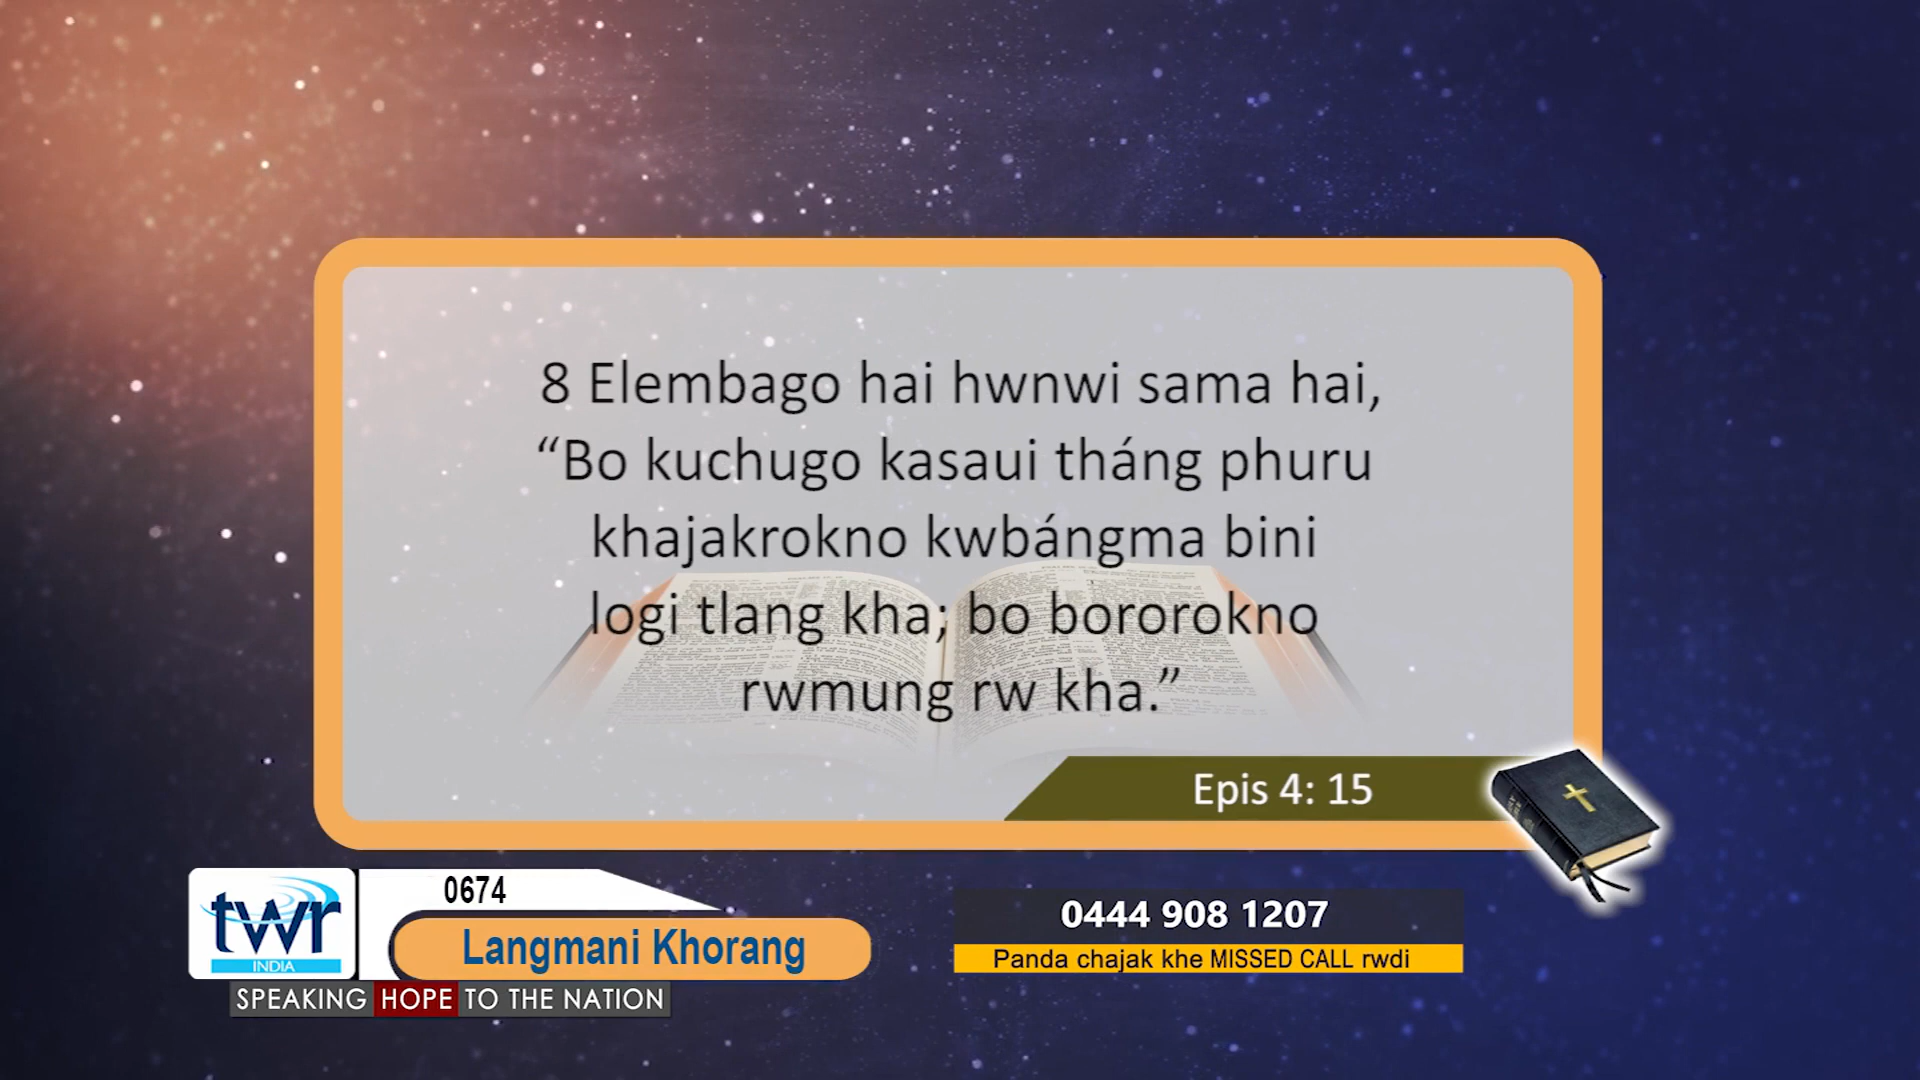 8 Elembago hai hwnwi sama hai,
“Bo kuchugo kasaui tháng phuru
khajakrokno kwbángma bini
logi tlang kha; bo bororokno
rwmung rw kha.”
Epis 4: 15
twr
INDIA
0674
Langmani Khorang
SPEAKING HOPE TO THE NATION
0444 908 1207
Panda chajak khe MISSED CALL rwdi